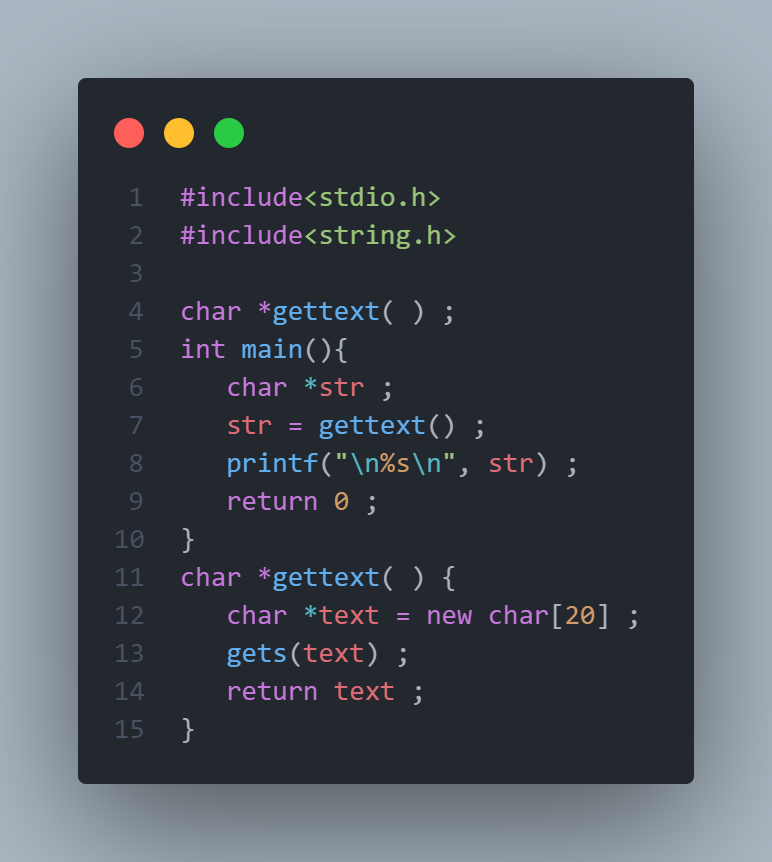 1 #include<stdio.h>
2 #include<string.h>
3
4 char *gettext( ) ;
5 int main(){
6    char *str ;
7    str = gettext() ;
8    printf("\n%s\n", str) ;
9    return 0 ;
10 }
11 char *gettext( ) {
12    char *text = new char[20] ;
13    gets(text) ;
14    return text ;
15 }